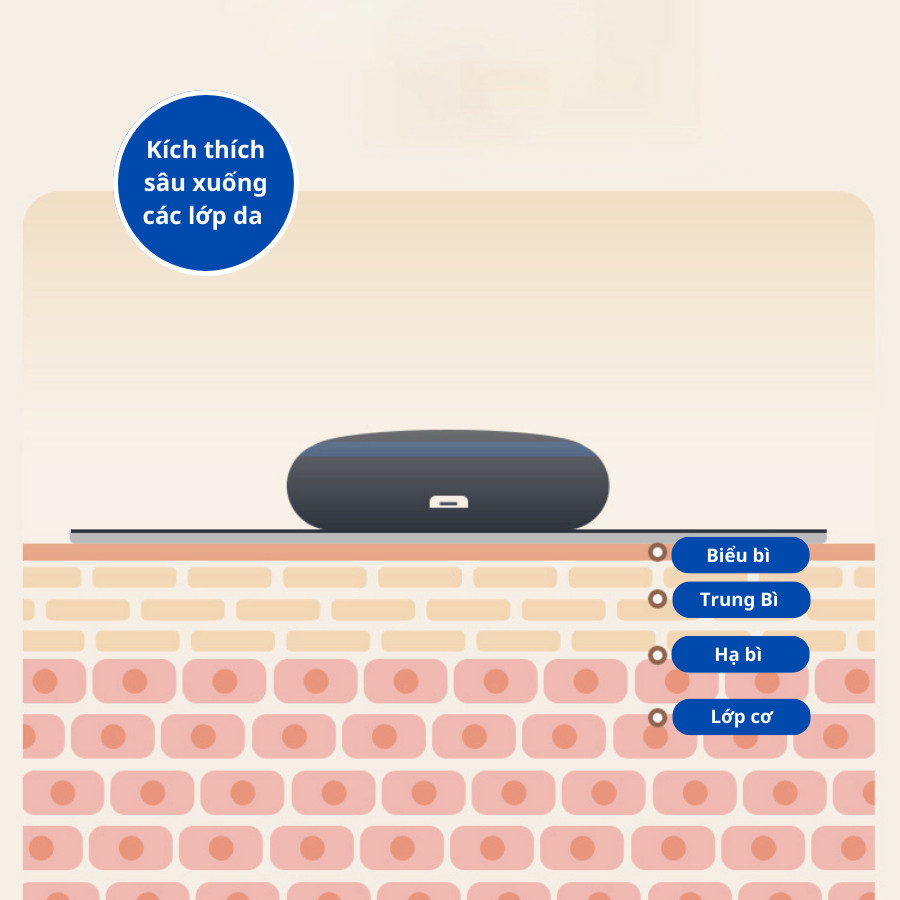 Kích thích
sâu xuống
các lớp da
Biểu bì
Trung Bì
Hạ bì
Lớp cơ